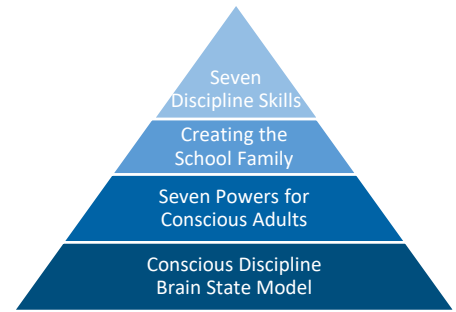 Seven
Discipline Skills
Creating the
School Family
Seven Powers for
Conscious Adults
Conscious Discipline
Brain State Model